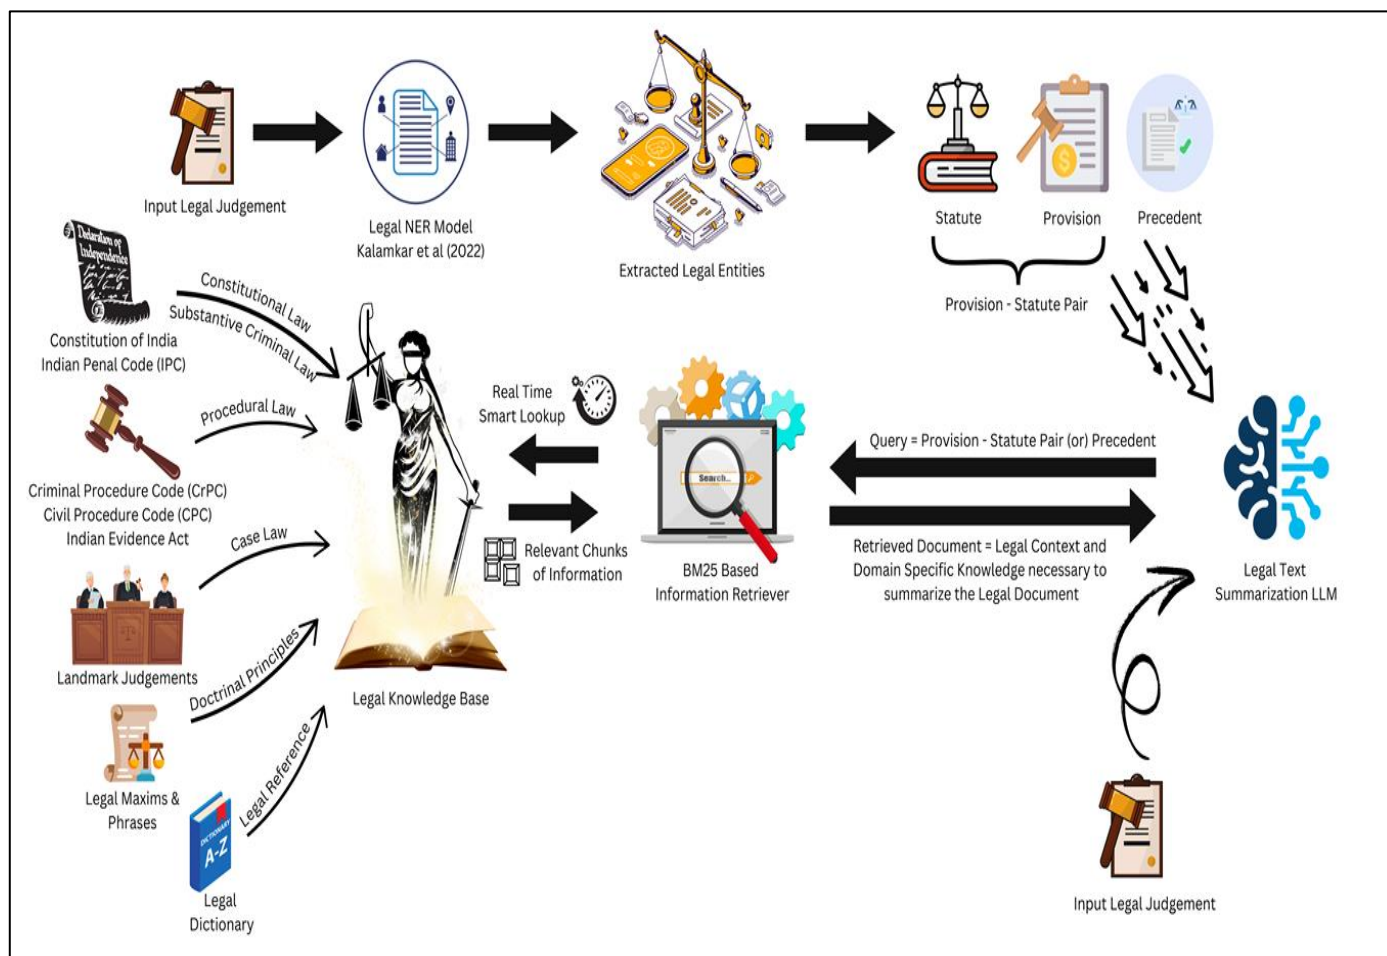 Input Legal Judgement
Legal NER Model
Kalamkar et al (2022)
Extracted Legal Entities
Statute
Provision
Precedent
Provision - Statute Pair
Declaration of
Independence
Constitution of India
Indian Penal Code (IPC)
Constitutional Law
Substantive Criminal Law
Procedural Law
Criminal Procedure Code (CrPC)
Civil Procedure Code (CPC)
Indian Evidence Act
Case Law
Landmark Judgements
Doctrinal Principles
Legal Maxims &
Phrases
Legal Reference
DICTIONARY
A-Z
Legal
Dictionary
Legal Knowledge Base
Real Time
Smart Lookup
Relevant Chunks
of Information
Search...
BM25 Based
Information Retriever
Query = Provision - Statute Pair (or) Precedent
Retrieved Document = Legal Context and
Domain Specific Knowledge necessary to
summarize the Legal Document
Legal Text
Summarization LLM
Input Legal Judgement